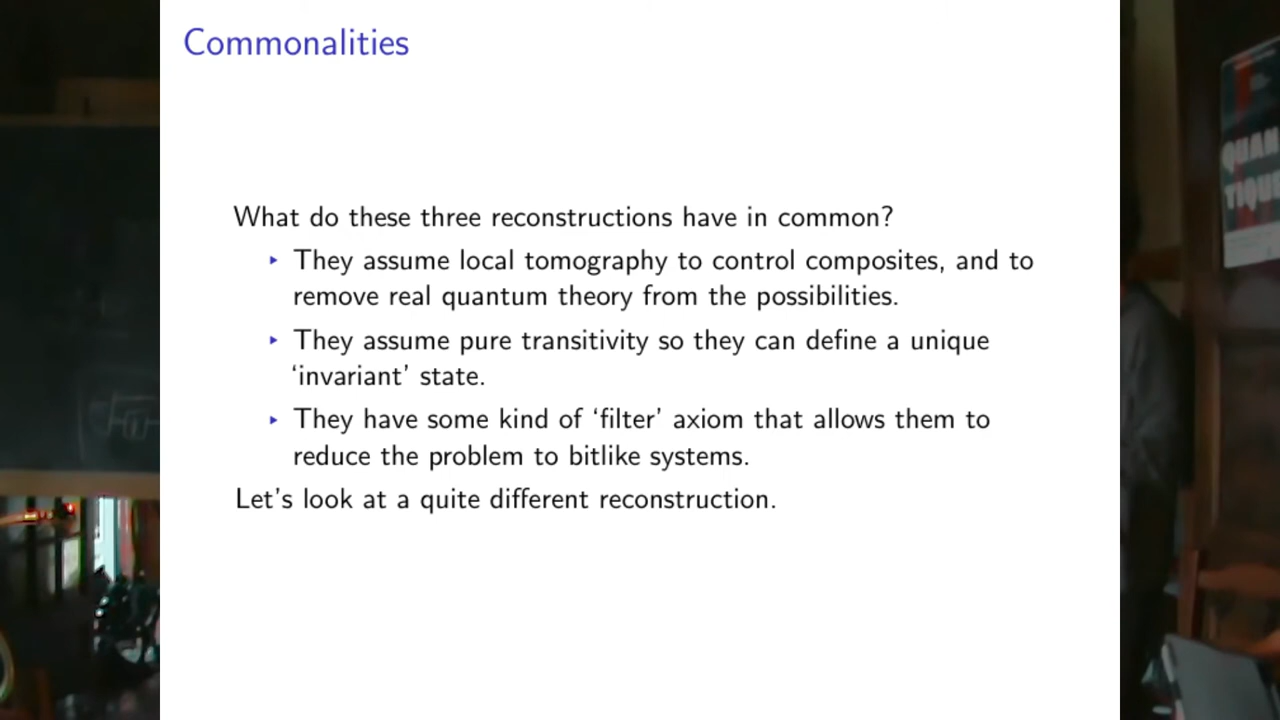 Commonalities
What do these three reconstructions have in common?
‣ They assume local tomography to control composites, and to
remove real quantum theory from the possibilities.
‣ They assume pure transitivity so they can define a unique
‘invariant’ state.
‣ They have some kind of ‘filter’ axiom that allows them to
reduce the problem to bitlike systems.
Let’s look at a quite different reconstruction.
QUAN
TIQU